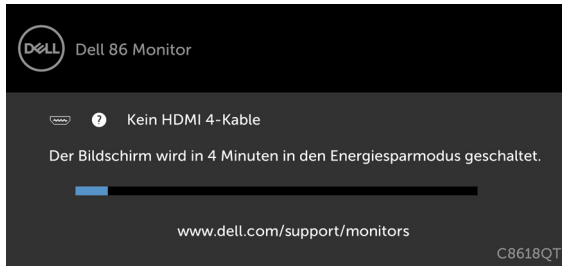 DELL
Dell 86 Monitor
? Kein HDMI 4-Kable
Der Bildschirm wird in 4 Minuten in den Energiesparmodus geschaltet.
www.dell.com/support/monitors
C8618QT